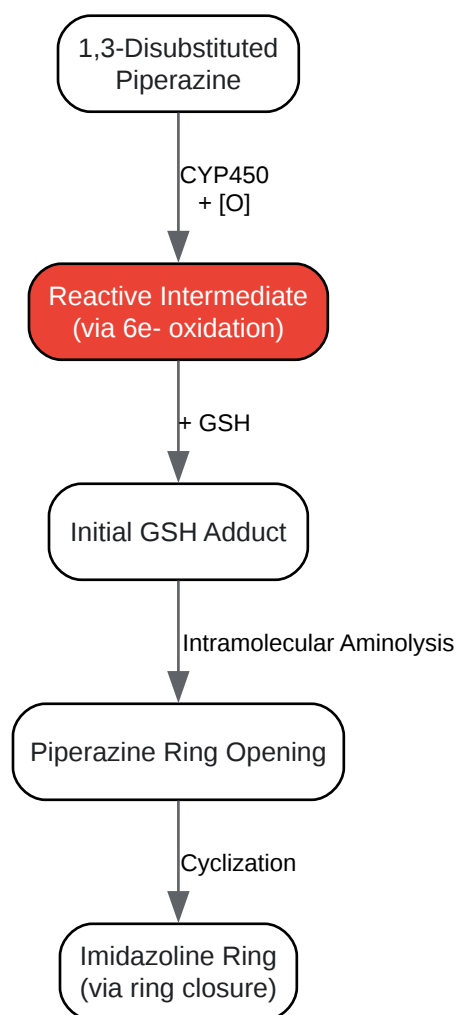 1,3-Disubstituted
Piperazine
CYP450
+ [O]
Reactive Intermediate
(via 6e- oxidation)
+ GSH
Initial GSH Adduct
Intramolecular Aminolysis
Piperazine Ring Opening
Cyclization
Imidazoline Ring
(via ring closure)